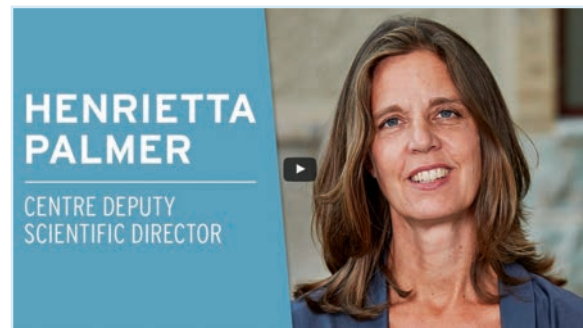 HENRIETTA
PALMER
CENTRE DEPUTY
SCIENTIFIC DIRECTOR